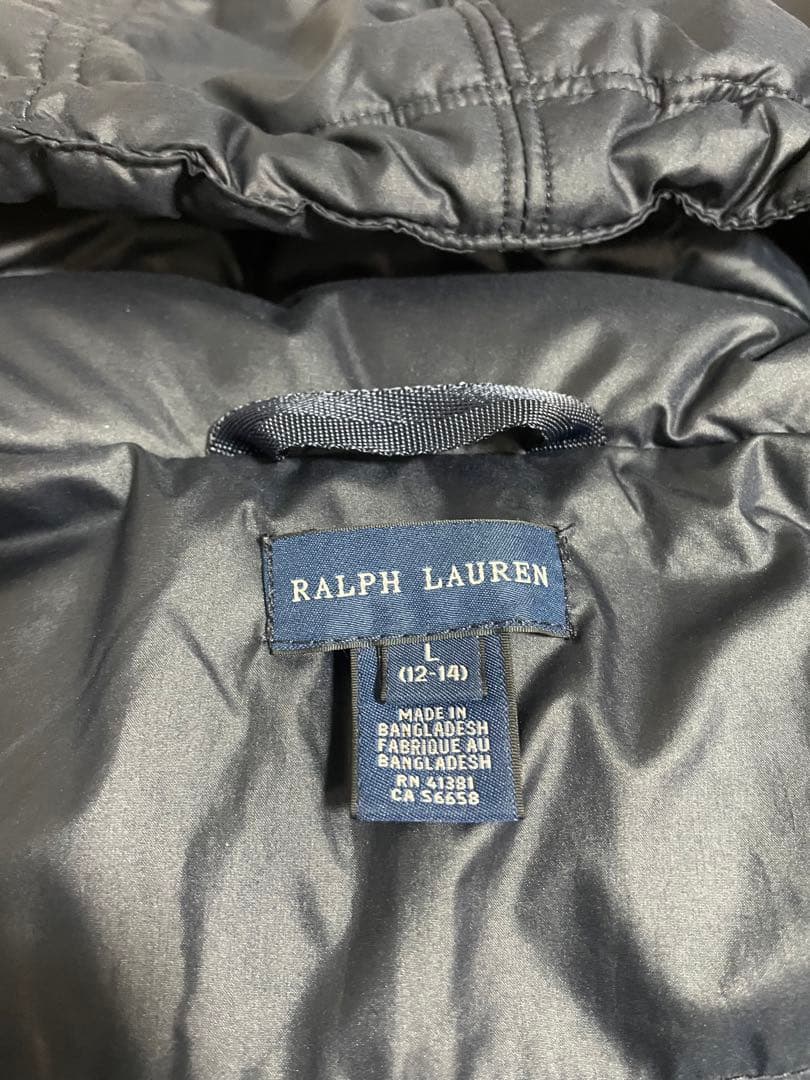 RALPH LAUREN
L
(12-14)
MADE IN
BANGLADESH
FABRIQUE AU
BANGLADESH
RN 41381
CA 56658